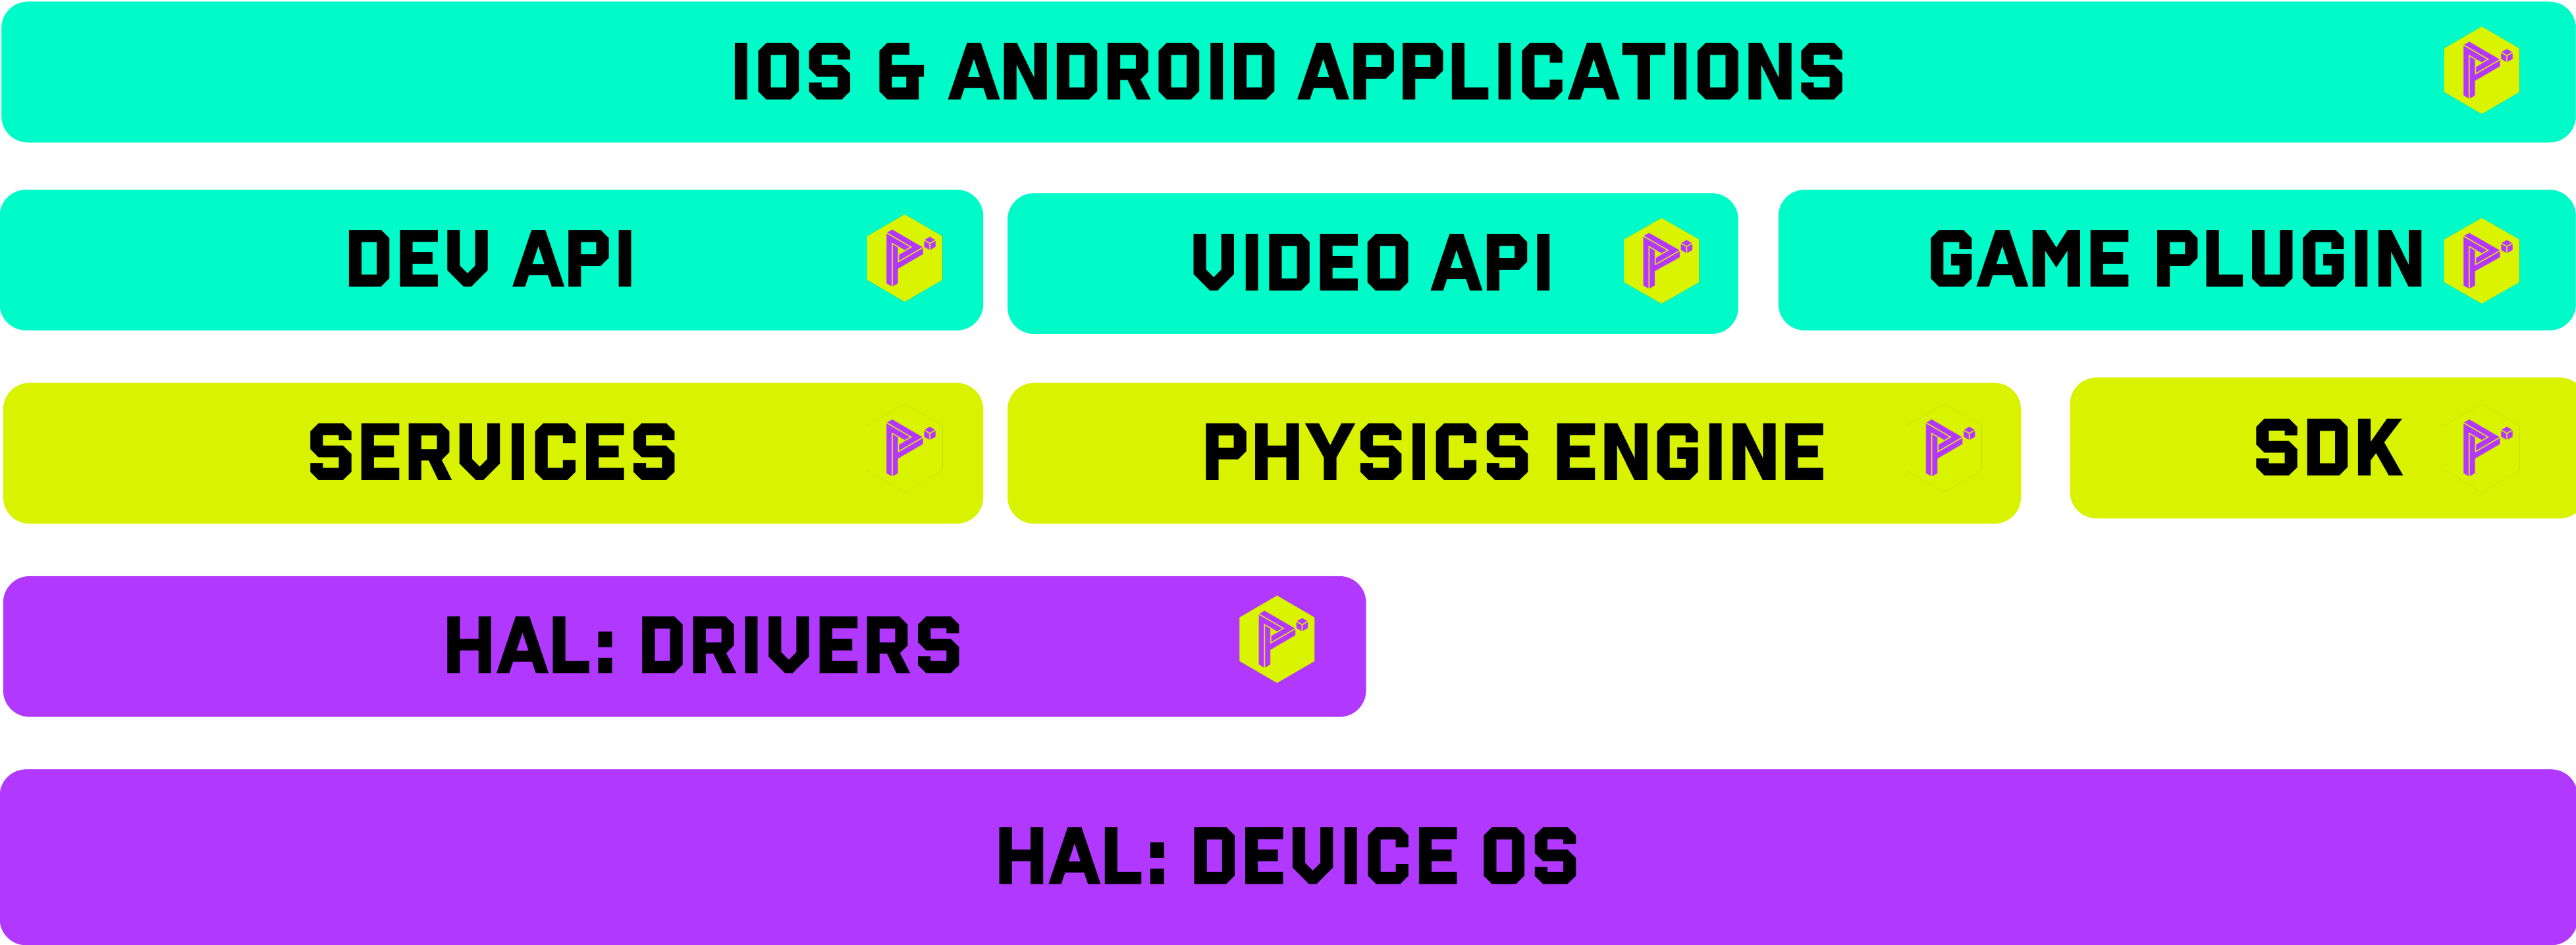 IOS & ANDROID APPLICATIONS
DEV API
VIDEO API
GAME PLUGIN
SERVICES
PHYSICS ENGINE
SDK
HAL: DRIVERS
HAL: DEVICE OS